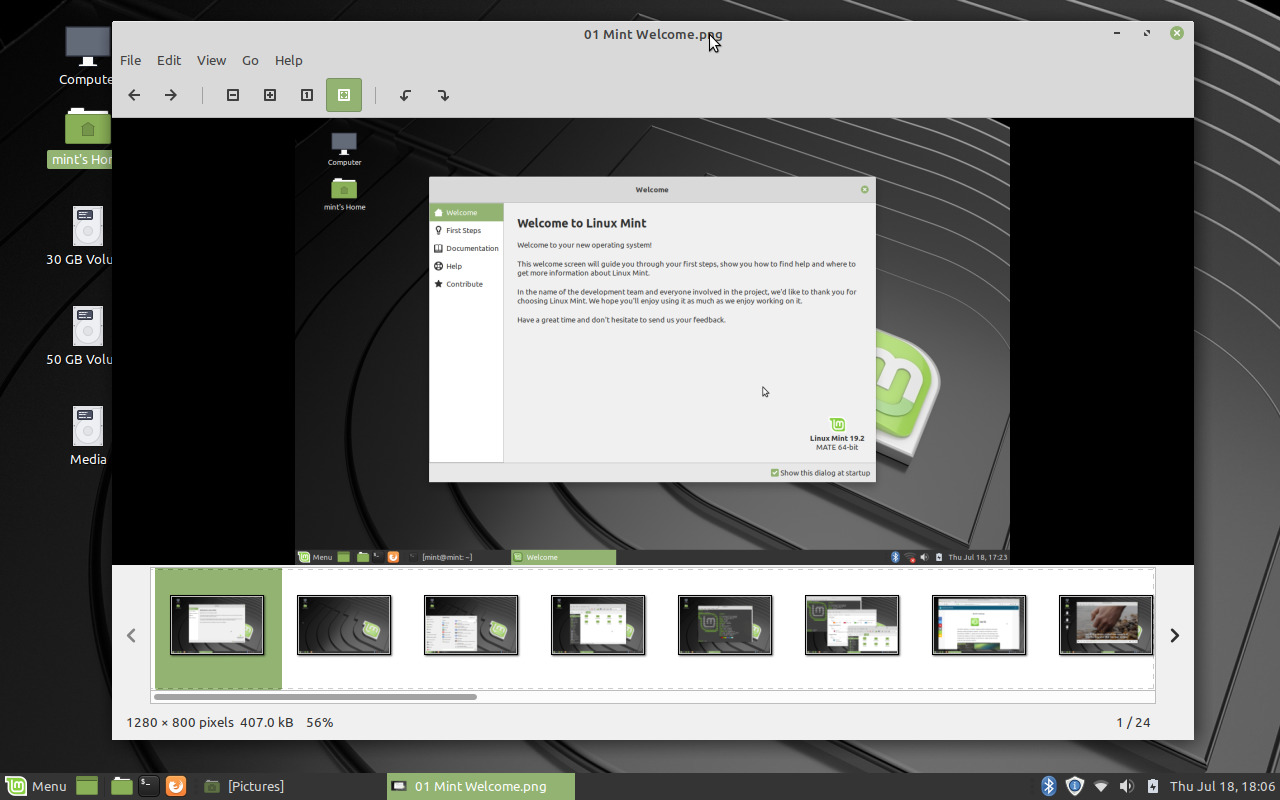 01 Mint Welcome.png
File Edit View Go Help
Compute
mint's Hor
30 GB Volu
50 GB Volu
Media
Computer
mint's Home
Welcome
Welcome
First Steps
Documentation
Help
Contribute
Welcome to Linux Mint
Welcome to your new operating system!
This welcome screen will guide you through your first steps, show you how to find help and where to
get more information about Linux Mint.
In the name of the development team and everyone involved in the project, we'd like to thank you for
choosing Linux Mint. We hope you'll enjoy using it as much as we enjoy working on it.
Have a great time and don't hesitate to send us your feedback.
Linux Mint 19.2
MATE 64-bit
Show this dialog at startup
Menu [mint@mint: ~] Welcome Thu Jul 18, 17:23
1280 × 800 pixels 407.0 kB 56% 1 / 24
Menu [Pictures] 01 Mint Welcome.png Thu Jul 18, 18:06